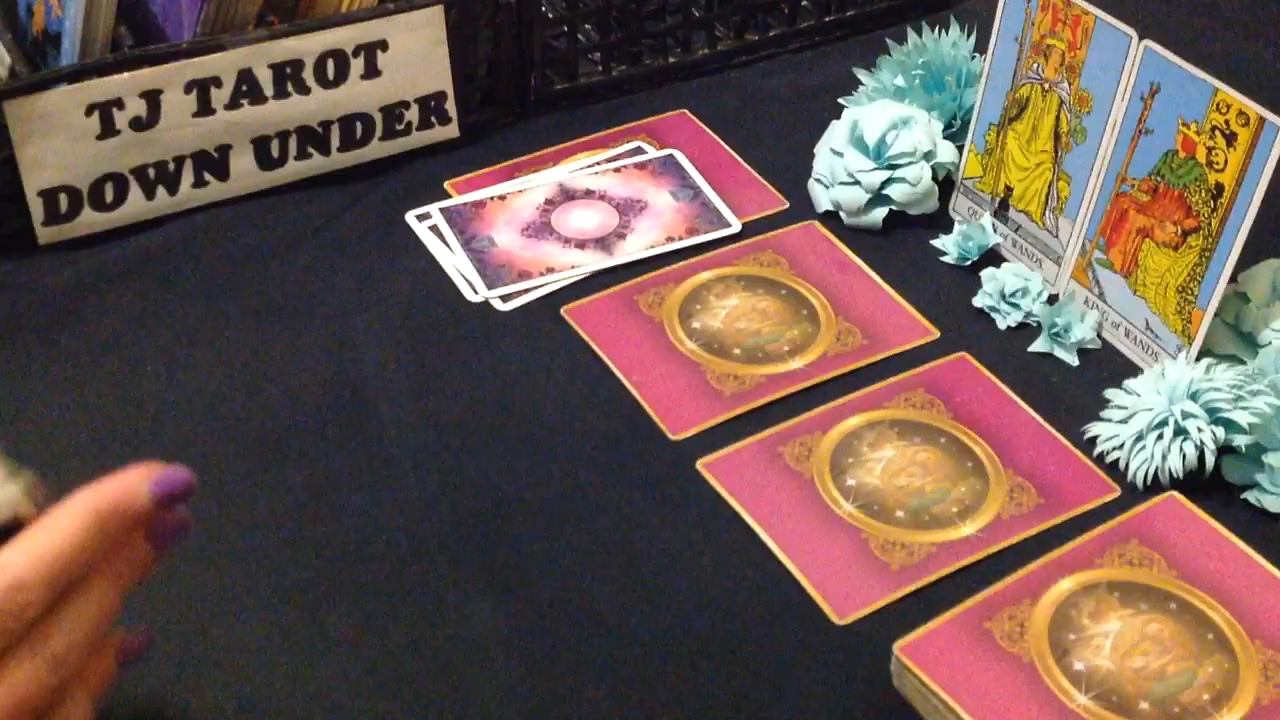 TJ TAROT
DOWN UNDER
QUEEN of WANDS
KING of WANDS